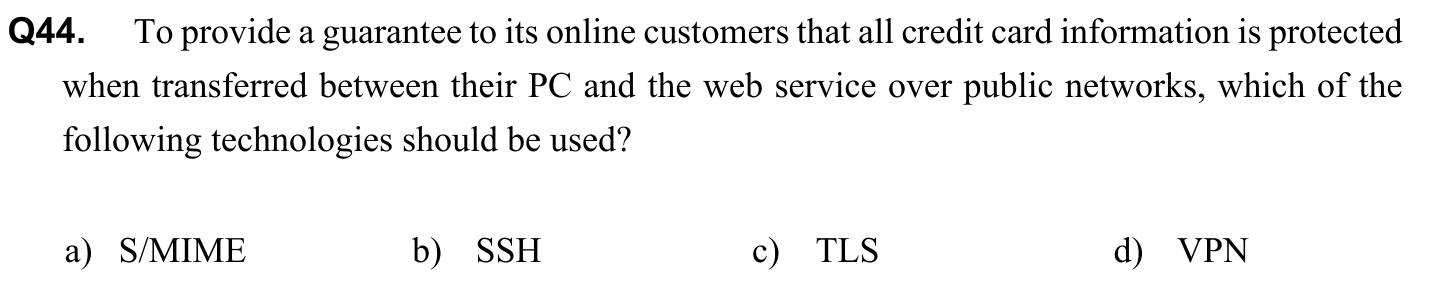 Q44. To provide a guarantee to its online customers that all credit card information is protected
when transferred between their PC and the web service over public networks, which of the
following technologies should be used?
a) S/MIME b) SSH c) TLS d) VPN